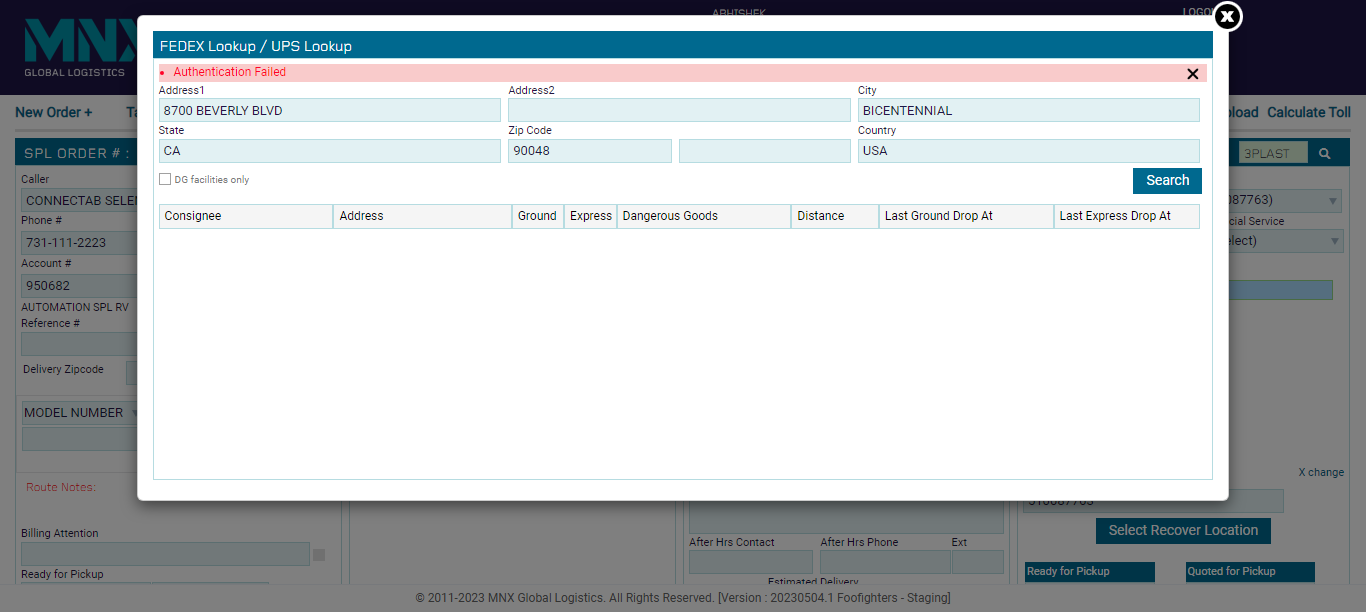 ABHISHEK
LOGOU
MNX
GLOBAL LOGISTICS
FEDEX Lookup / UPS Lookup
Authentication Failed
Address1 Address2 City
8700 BEVERLY BLVD BICENTENNIAL
State Zip Code Country
CA 90048 USA
DG facilities only Search
Consignee Address Ground Express Dangerous Goods Distance Last Ground Drop At Last Express Drop At
New Order + Ta
load Calculate Toll
SPL ORDER # :
3PLAST
Caller
CONNECTAB SELE
087763)
Phone #
cial Service
731-111-2223
lect)
Account #
950682
AUTOMATION SPL RV
Reference #
Delivery Zipcode
MODEL NUMBER
X change
Route Notes:
Select Recover Location
Billing Attention
After Hrs Contact After Hrs Phone Ext
Ready for Pickup
Ready for Pickup Quoted for Pickup
Estimated Delivery
© 2011-2023 MNX Global Logistics. All Rights Reserved. [Version : 20230504.1 Foofighters - Staging]